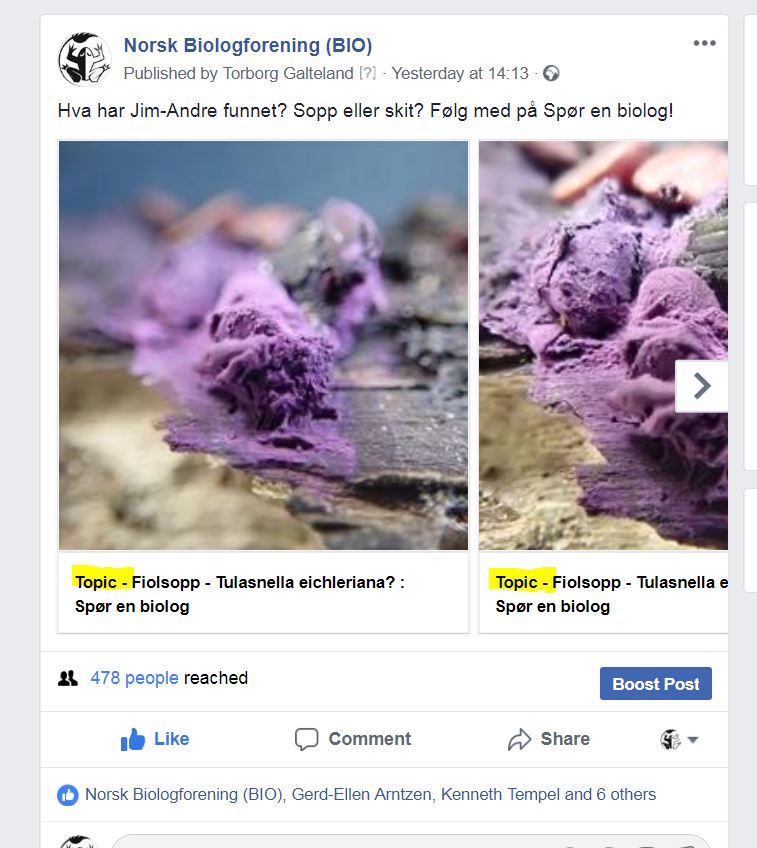 Norsk Biologforening (BIO)
Published by Torborg Galteland [?] · Yesterday at 14:13 ·
Hva har Jim-Andre funnet? Sopp eller skit? Følg med på Spør en biolog!
Topic - Fiolsopp - Tulasnella eichleriana? :
Spør en biolog
Topic - Fiolsopp - Tulasnella e
Spør en biolog
478 people reached
Boost Post
Like
Comment
Share
Norsk Biologforening (BIO), Gerd-Ellen Arntzen, Kenneth Tempel and 6 others